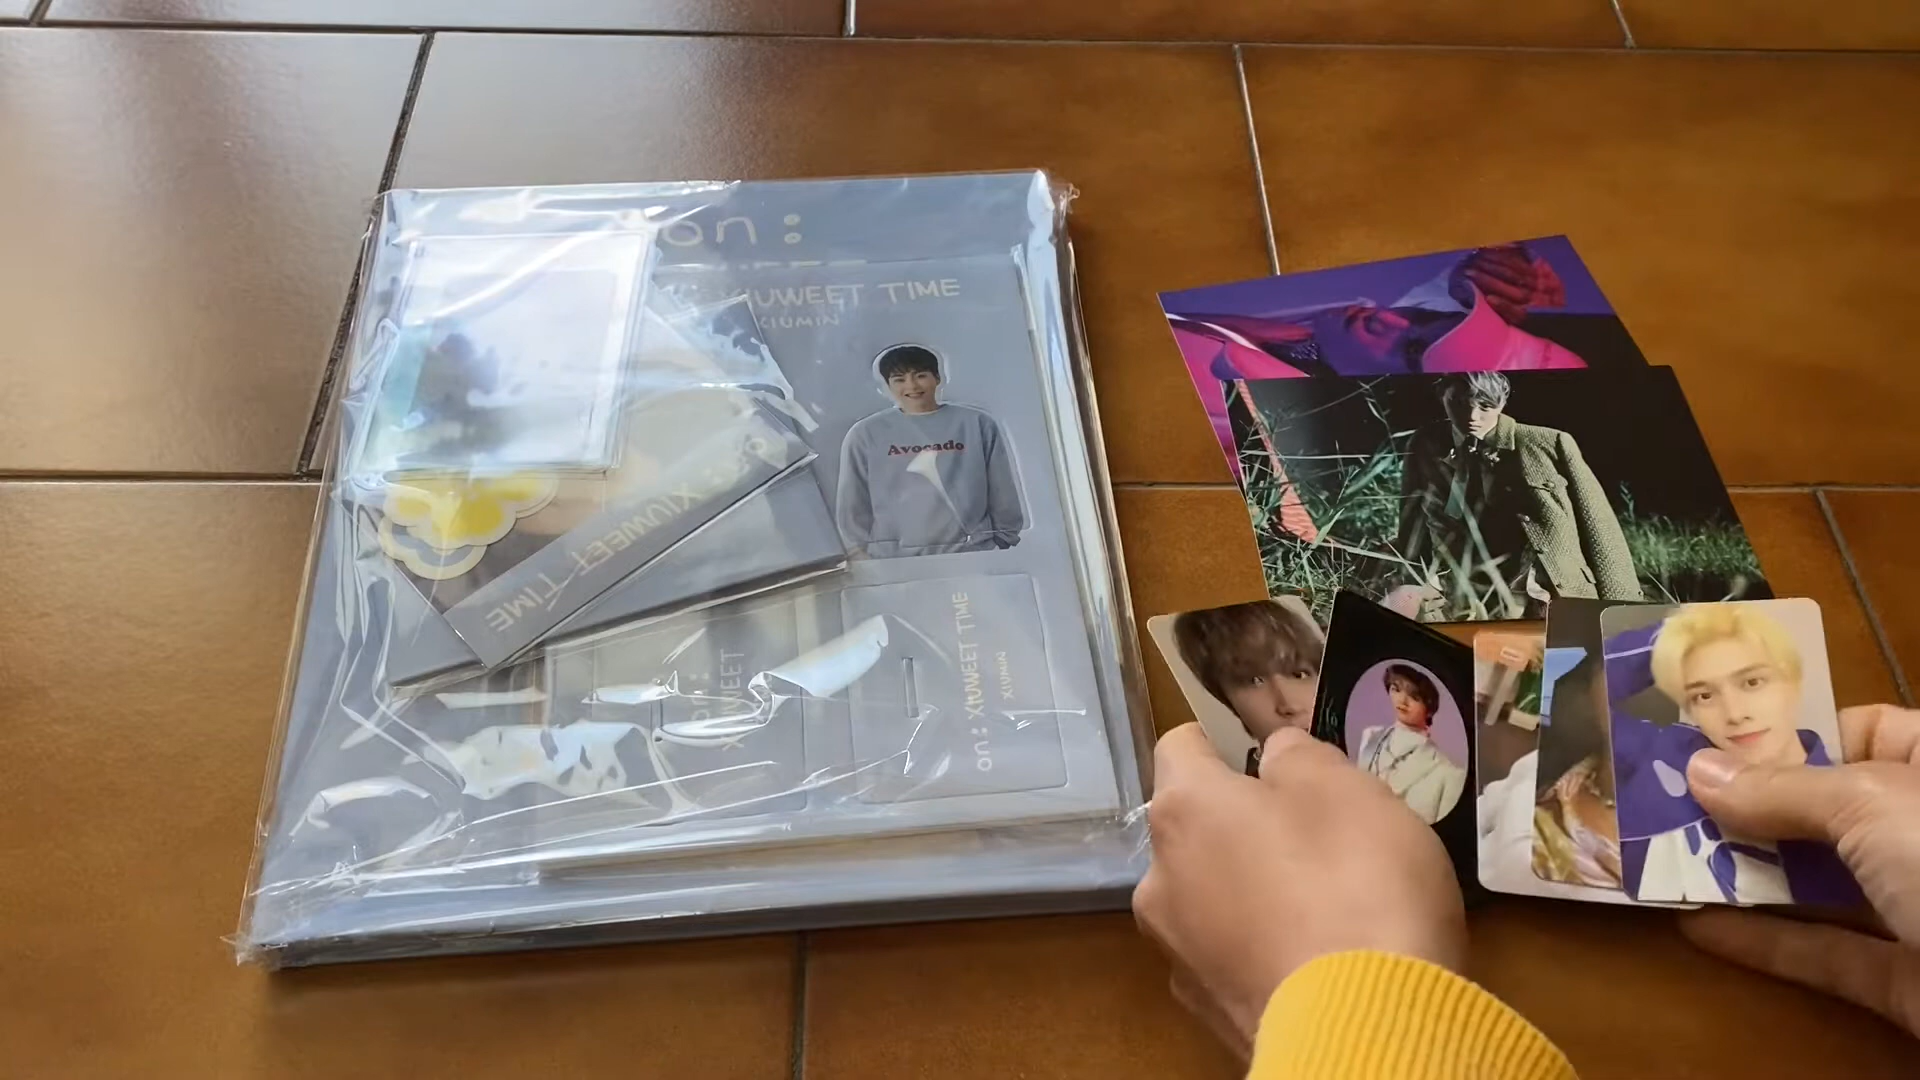 on:
XIUWEET TIME
XIUMIN
Avocado
XIUWEET TIME
on:
XIUWEET
on: XIUWEET TIME
XIUMIN